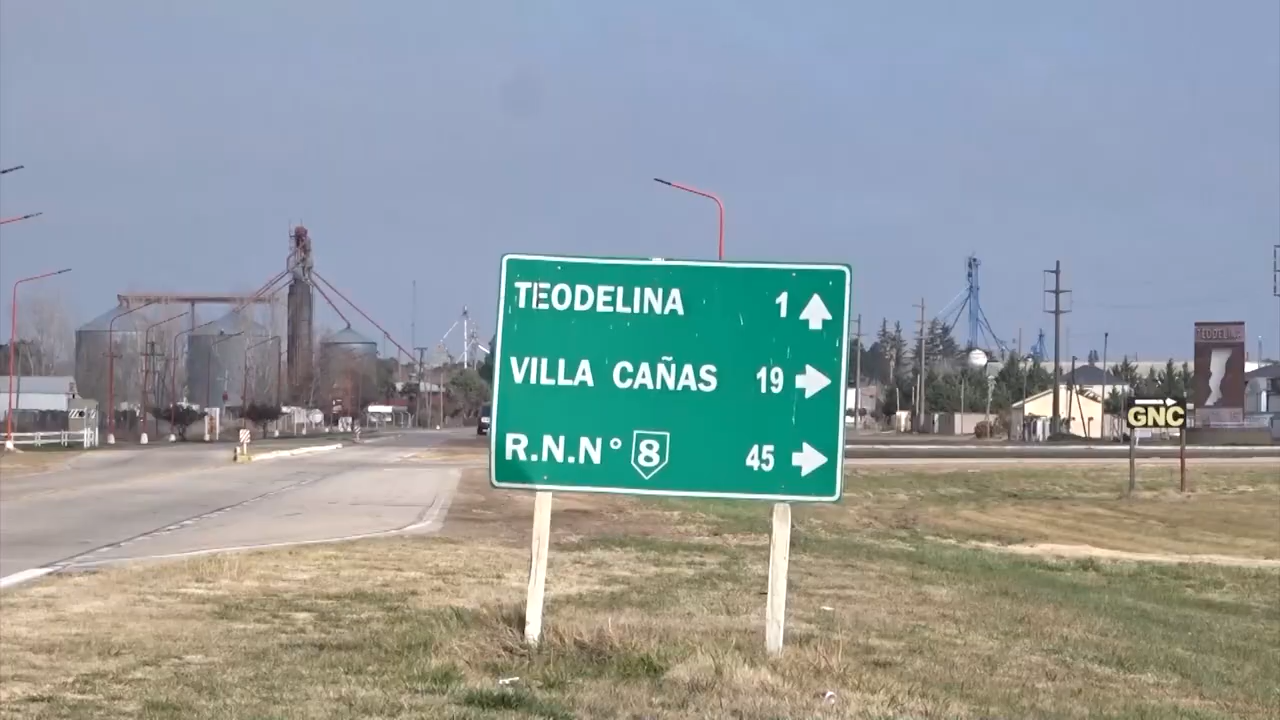 TEODELINA 1
VILLA CAÑAS 19
R.N.N° 8 45
GNC
TEODELINA